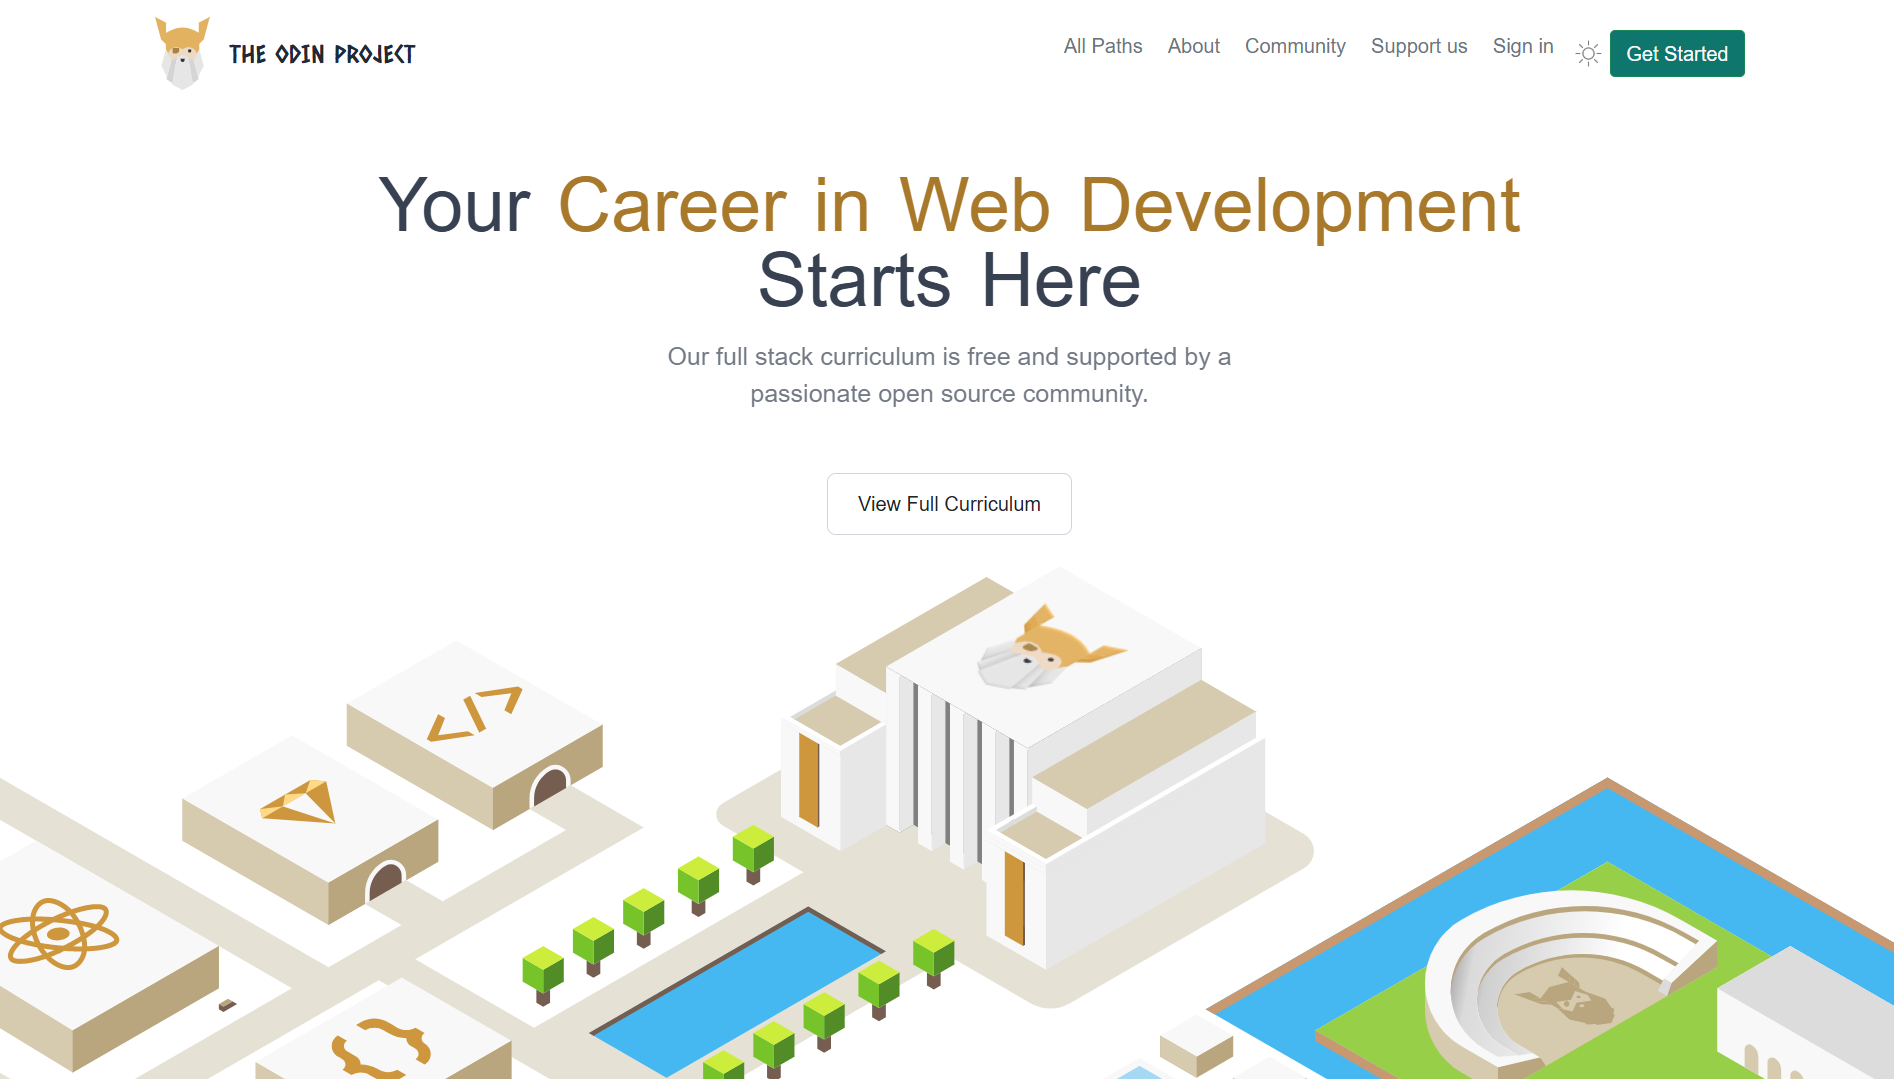 THE ODIN PROJECT
All Paths
About
Community
Support us
Sign in
Get Started
Your Career in Web Development
Starts Here
Our full stack curriculum is free and supported by a
passionate open source community.
View Full Curriculum